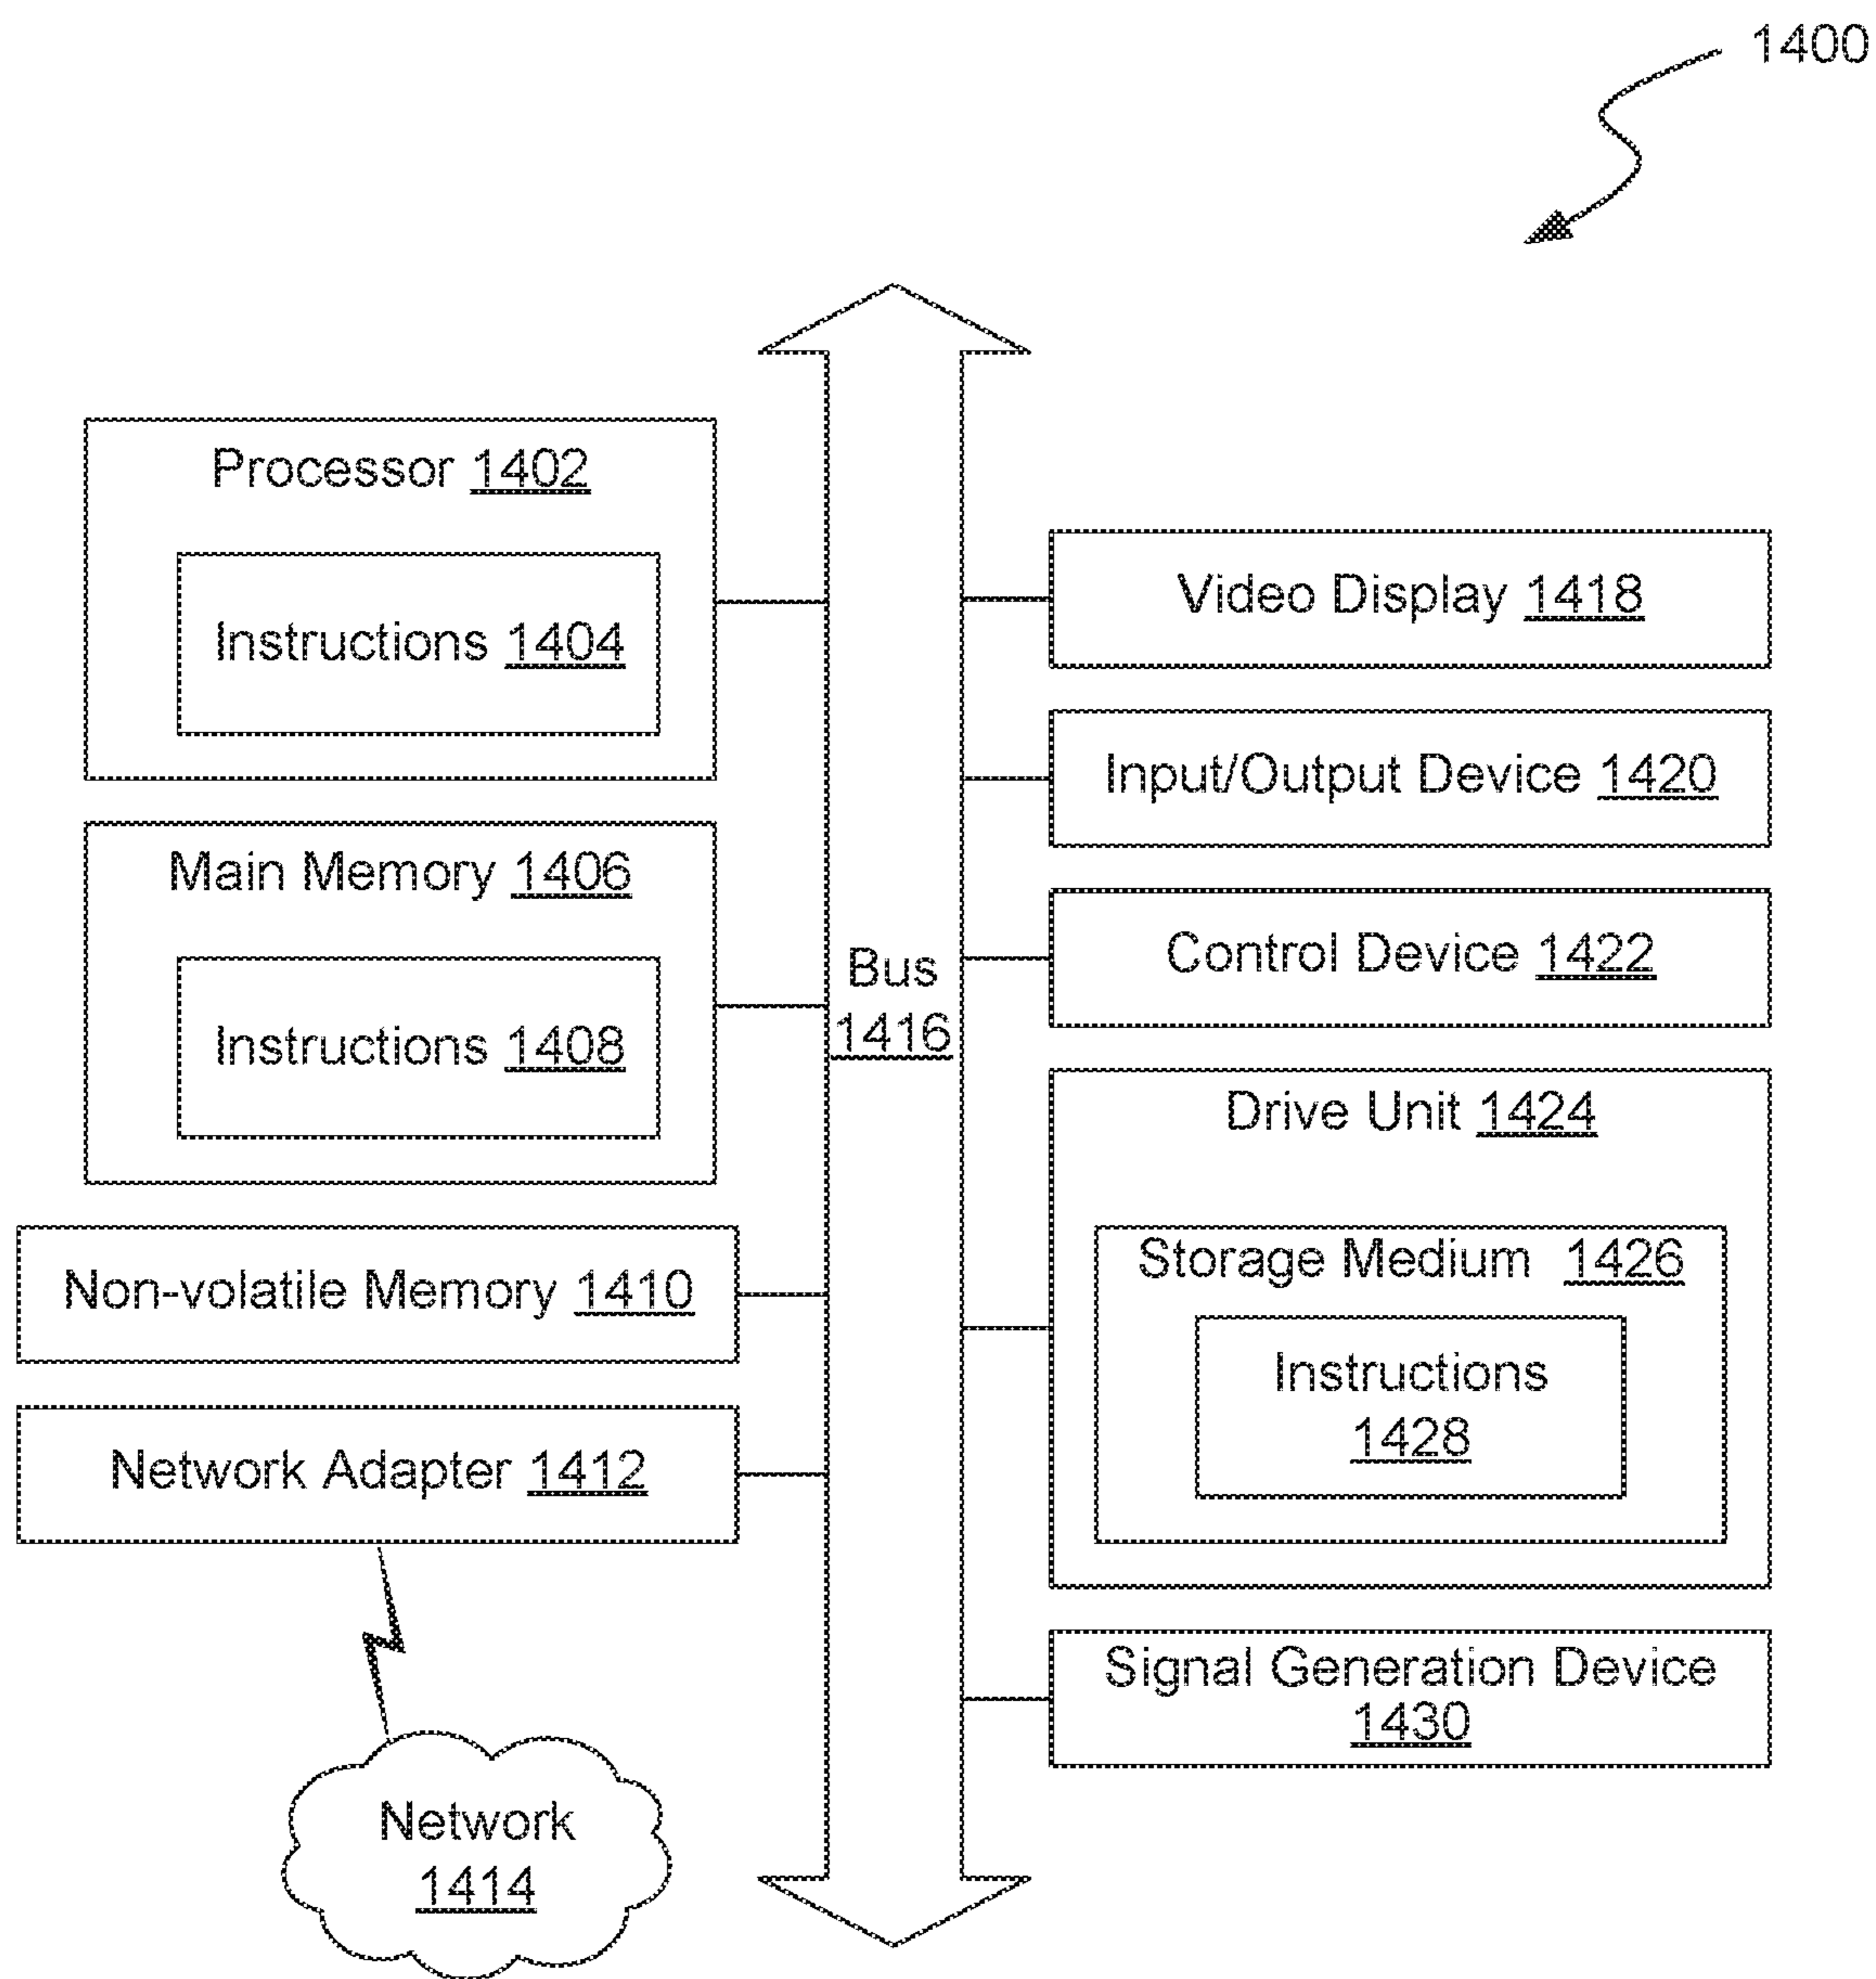 1400
Processor 1402
Instructions 1404
Main Memory 1406
Instructions 1408
Non-volatile Memory 1410
Network Adapter 1412
Network
1414
Bus
1416
Video Display 1418
Input/Output Device 1420
Control Device 1422
Drive Unit 1424
Storage Medium 1426
Instructions
1428
Signal Generation Device
1430